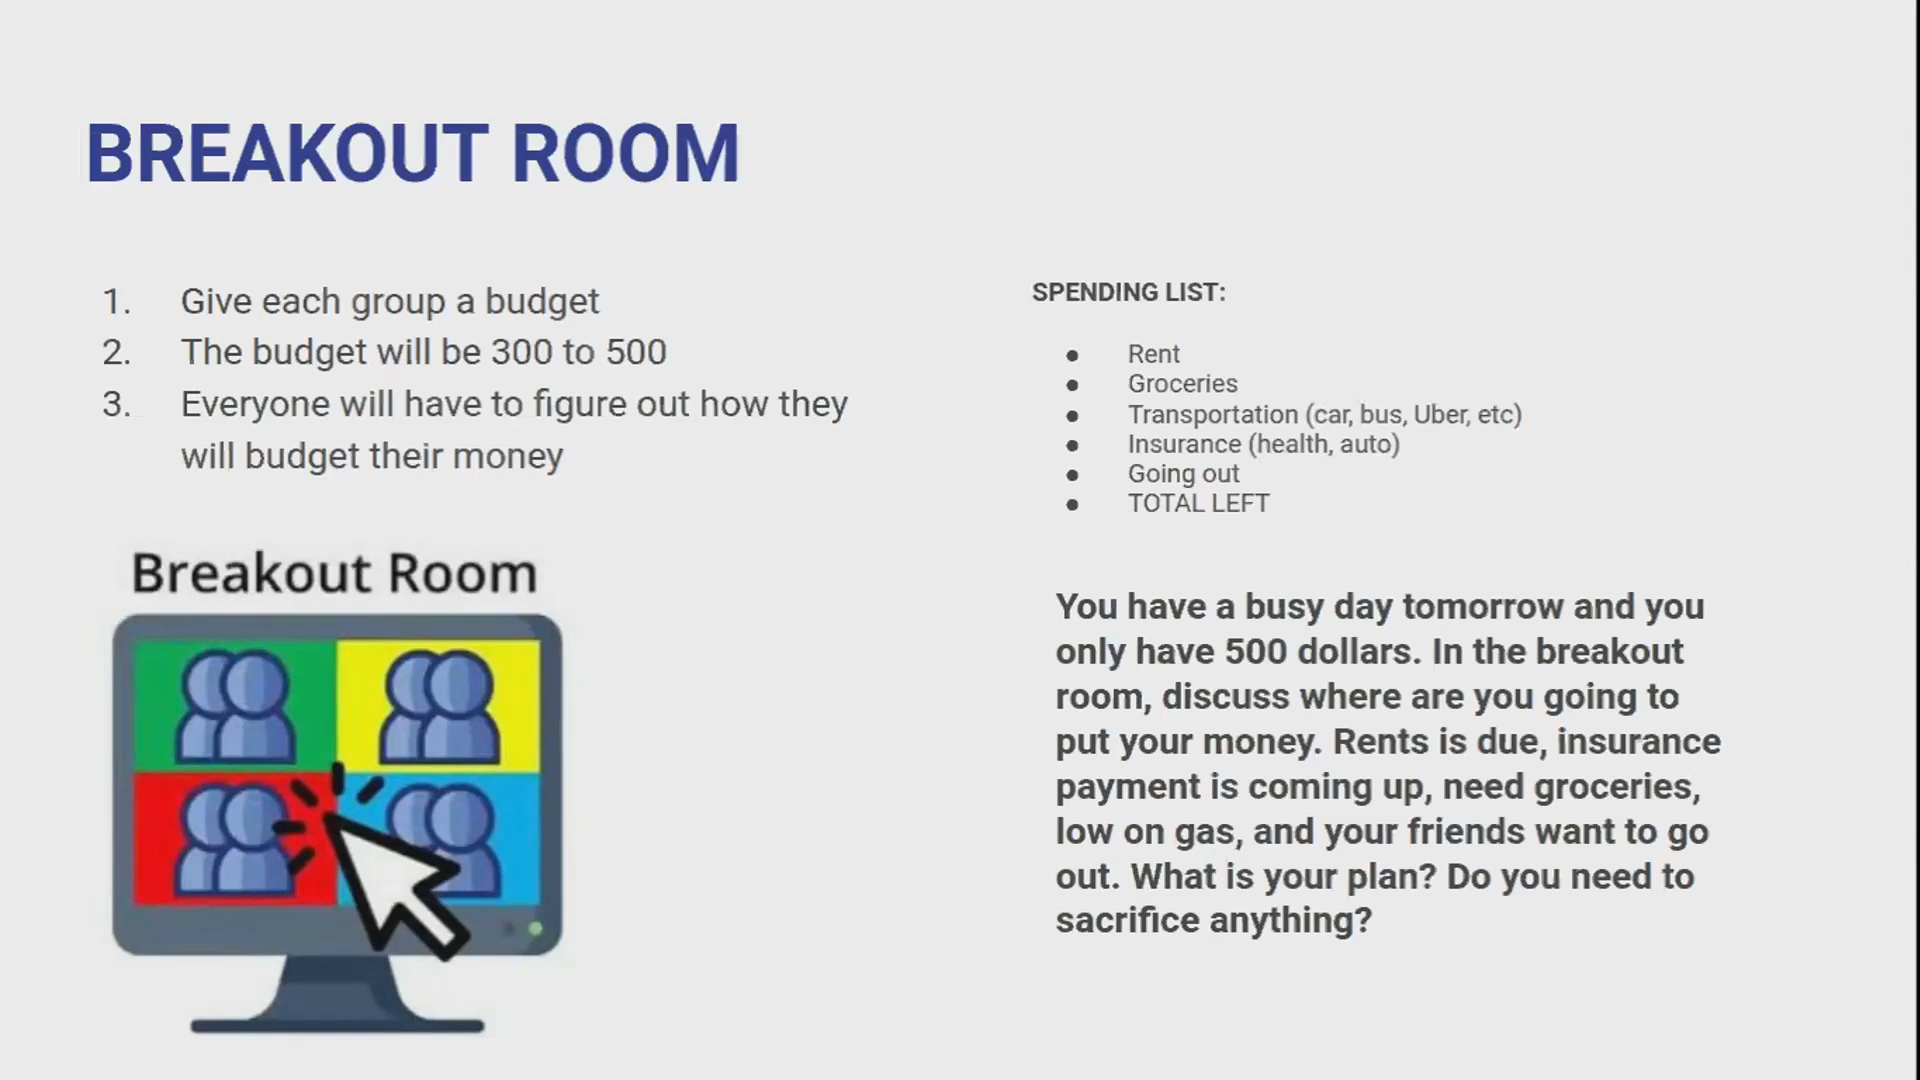 BREAKOUT ROOM
1. Give each group a budget
2. The budget will be 300 to 500
3. Everyone will have to figure out how they
will budget their money
Breakout Room
SPENDING LIST:
● Rent
● Groceries
● Transportation (car, bus, Uber, etc)
● Insurance (health, auto)
● Going out
● TOTAL LEFT
You have a busy day tomorrow and you
only have 500 dollars. In the breakout
room, discuss where are you going to
put your money. Rents is due, insurance
payment is coming up, need groceries,
low on gas, and your friends want to go
out. What is your plan? Do you need to
sacrifice anything?